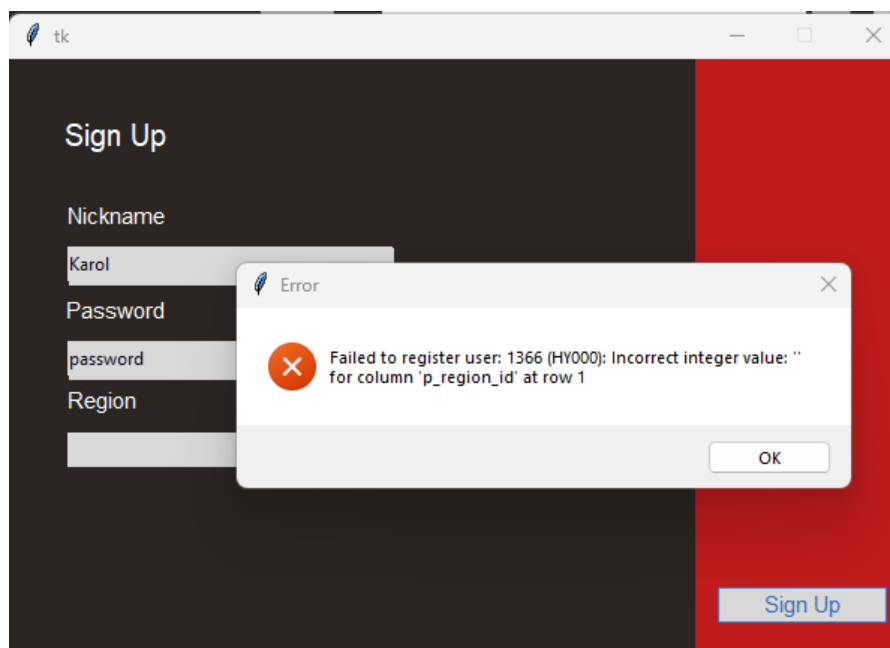 tk
Sign Up
Nickname
Karol
Password
password
Region
Error
Failed to register user: 1366 (HY000): Incorrect integer value: ''
for column 'p_region_id' at row 1
OK
Sign Up